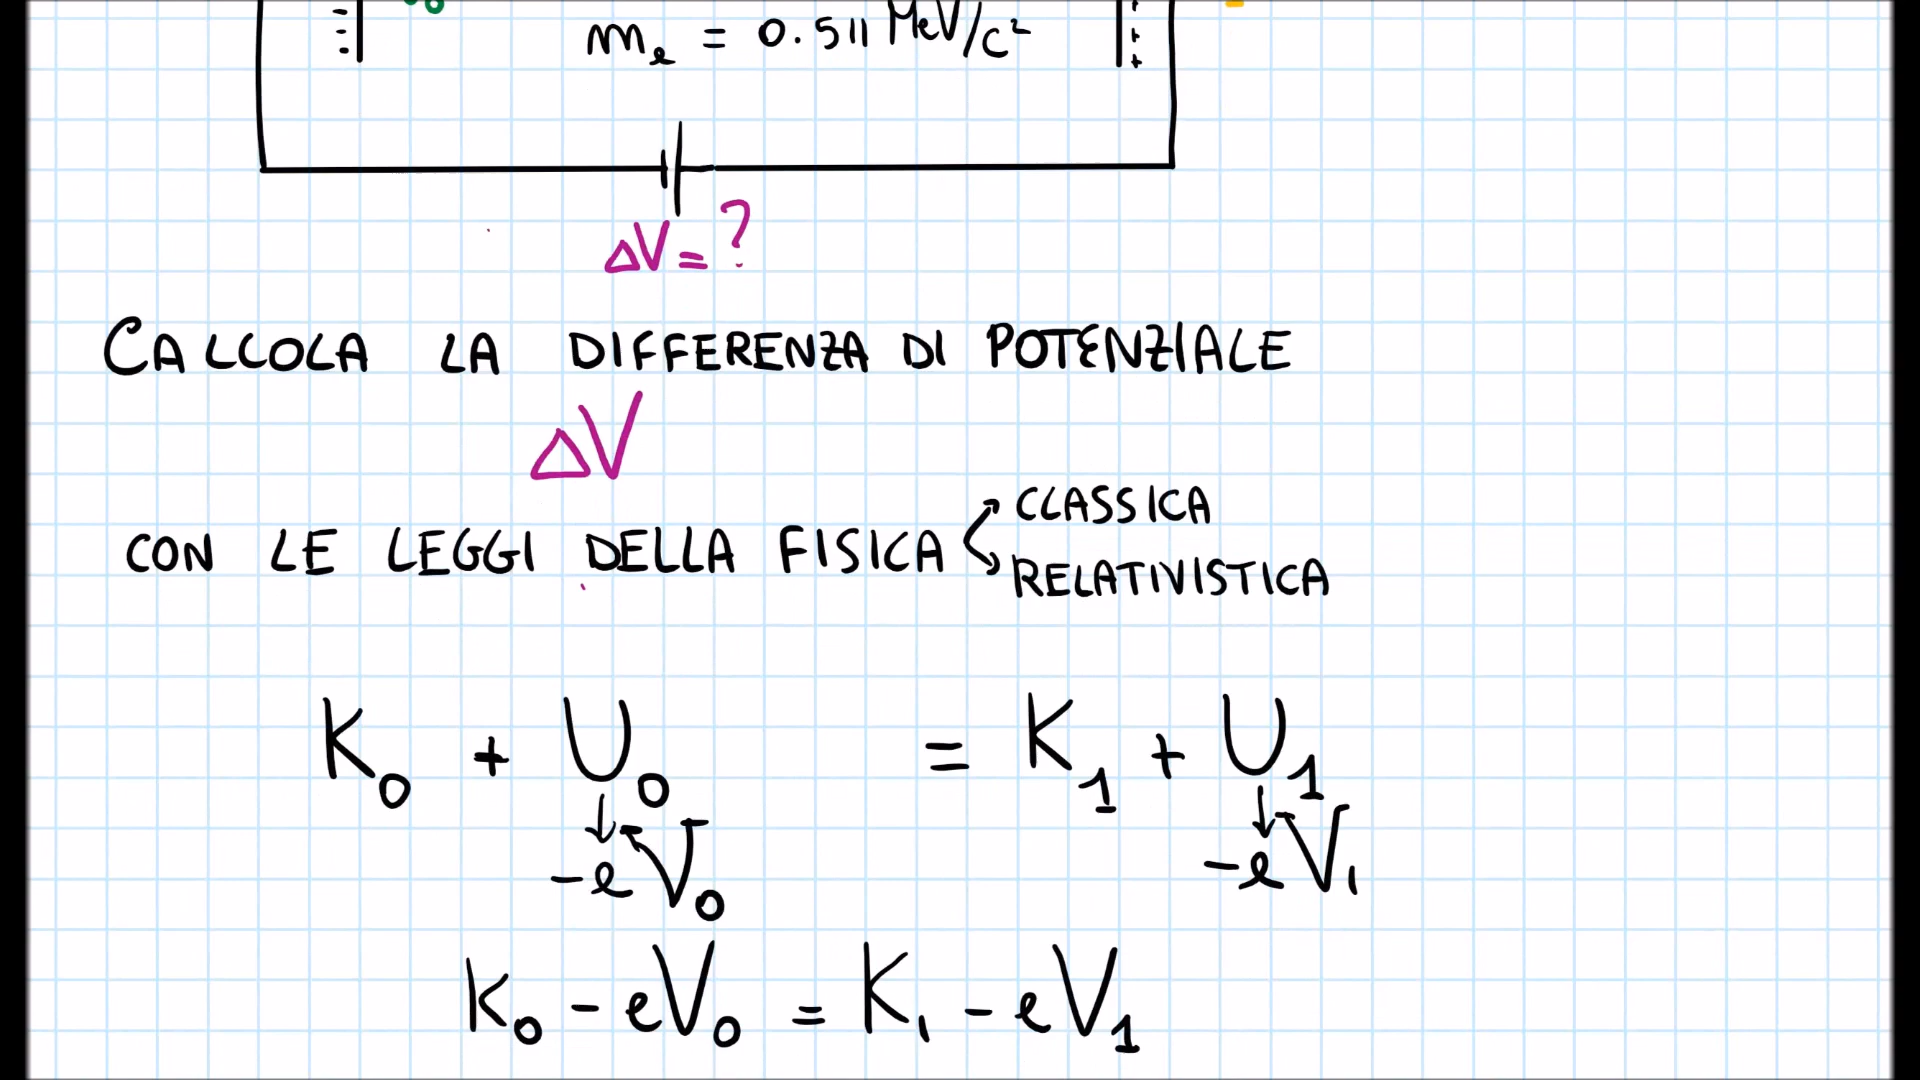 mₑ = 0.511 MeV/c²
ΔV = ?
CALCOLA LA DIFFERENZA DI POTENZIALE
ΔV
CON LE LEGGI DELLA FISICA
CLASSICA
RELATIVISTICA
K₀ + U₀ = K₁ + U₁
-eV₀ -eV₁
K₀ - eV₀ = K₁ - eV₁